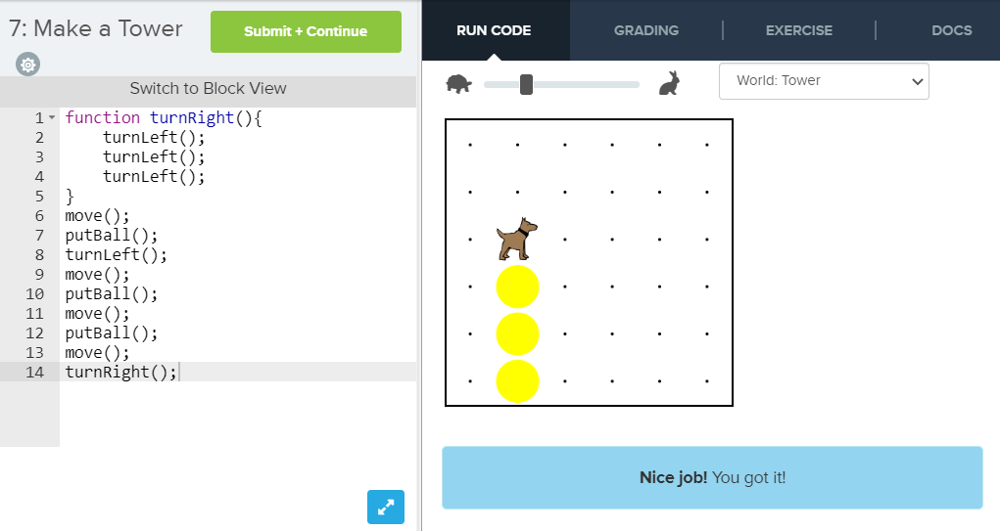 7: Make a Tower
Submit + Continue
Switch to Block View
1 function turnRight(){
2     turnLeft();
3     turnLeft();
4     turnLeft();
5 }
6 move();
7 putBall();
8 turnLeft();
9 move();
10 putBall();
11 move();
12 putBall();
13 move();
14 turnRight();
RUN CODE
GRADING
EXERCISE
DOCS
World: Tower
Nice job! You got it!